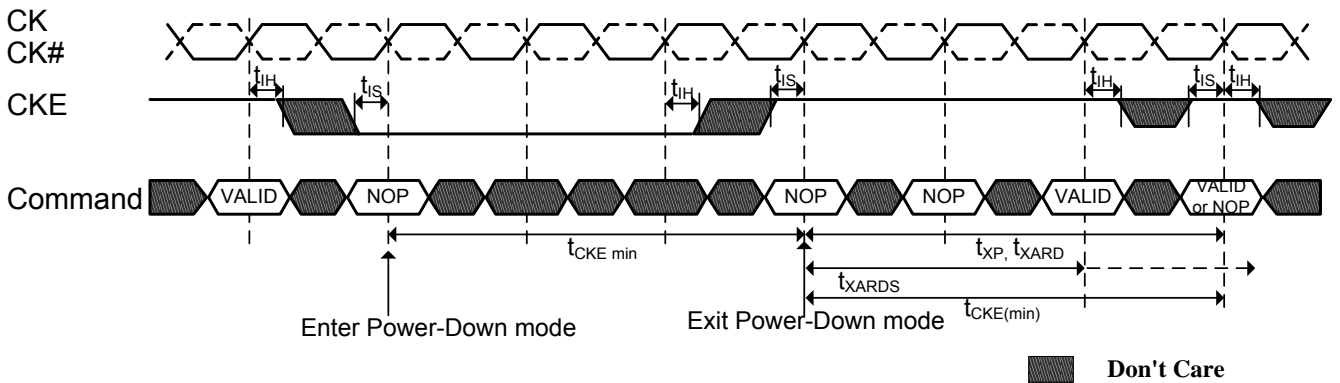 CK
CK#
tIH
tIS
tIH
tIS
tIH
tIS
tIH
CKE
Command
VALID
NOP
NOP
NOP
VALID
VALID or NOP
tCKE min
tXP, tXARD
tXARDS
tCKE(min)
Enter Power-Down mode
Exit Power-Down mode
Don't Care